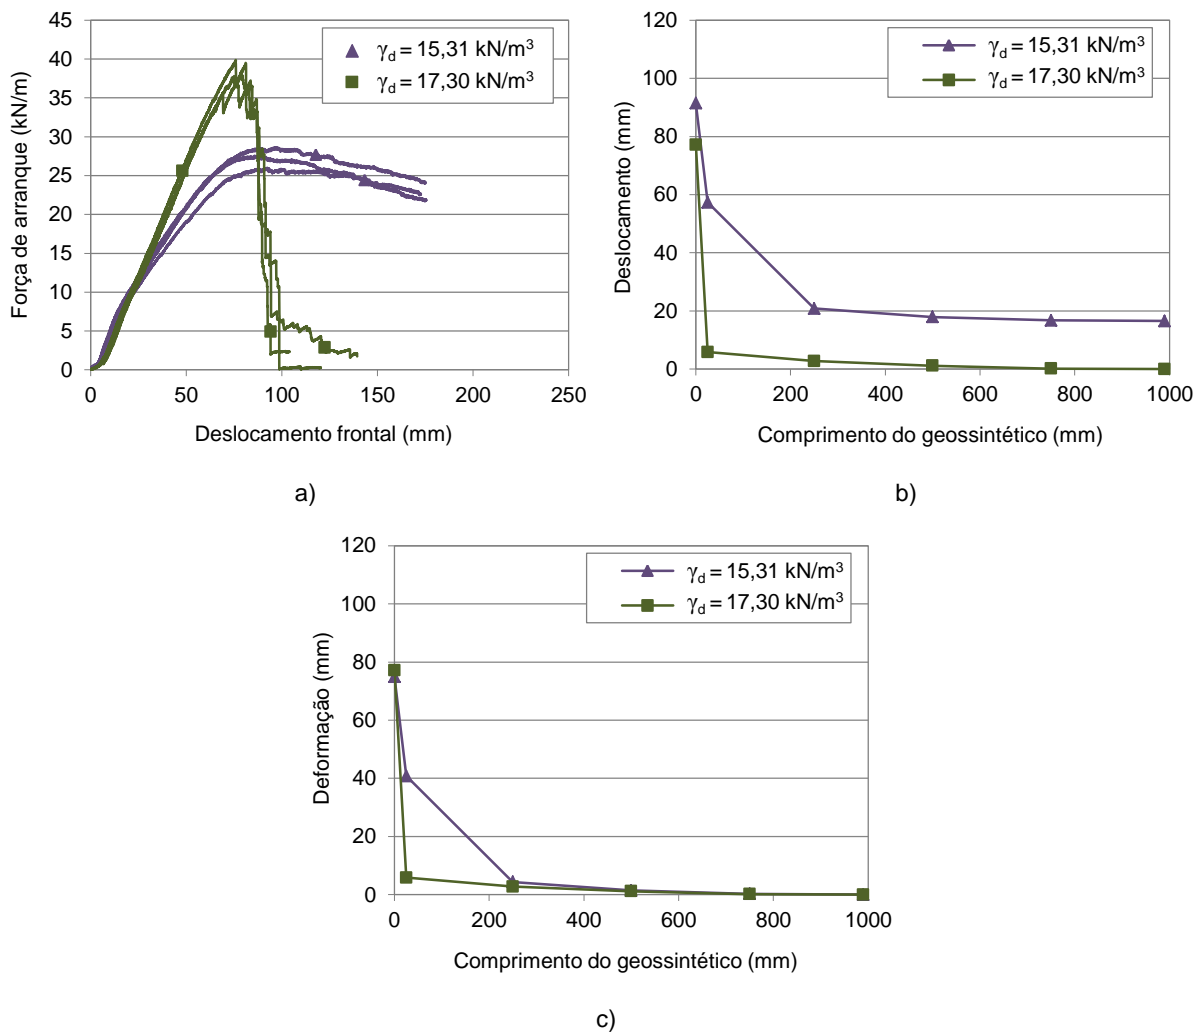 45
40
35
30
25
20
15
10
5
0
Força de arranque (kN/m)
γd = 15,31 kN/m³
γd = 17,30 kN/m³
0 50 100 150 200 250
Deslocamento frontal (mm)
a)
120
100
80
60
40
20
0
Deslocamento (mm)
γd = 15,31 kN/m³
γd = 17,30 kN/m³
0 200 400 600 800 1000
Comprimento do geossintético (mm)
b)
120
100
80
60
40
20
0
Deformação (mm)
γd = 15,31 kN/m³
γd = 17,30 kN/m³
0 200 400 600 800 1000
Comprimento do geossintético (mm)
c)